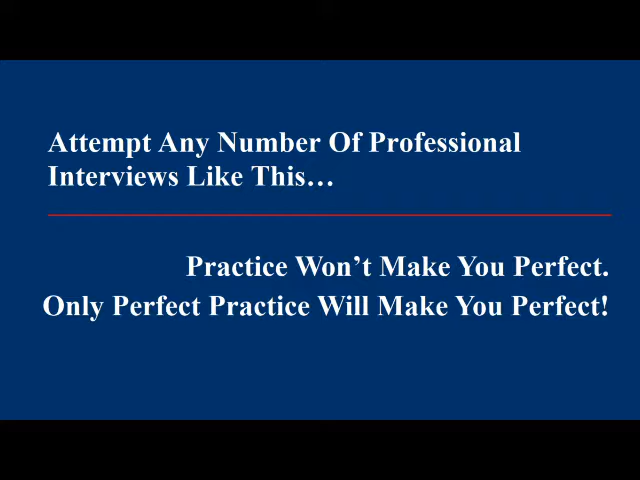 Attempt Any Number Of Professional
Interviews Like This…
Practice Won’t Make You Perfect.
Only Perfect Practice Will Make You Perfect!